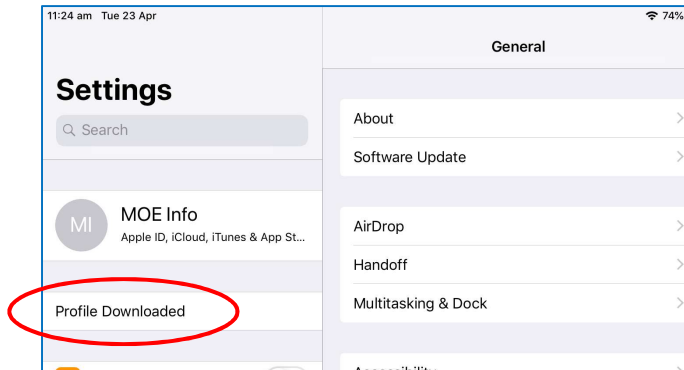 11:24 am Tue 23 Apr
74%
General
Settings
Search
About
Software Update
MI
MOE Info
Apple ID, iCloud, iTunes & App St...
AirDrop
Handoff
Profile Downloaded
Multitasking & Dock
Accessibility